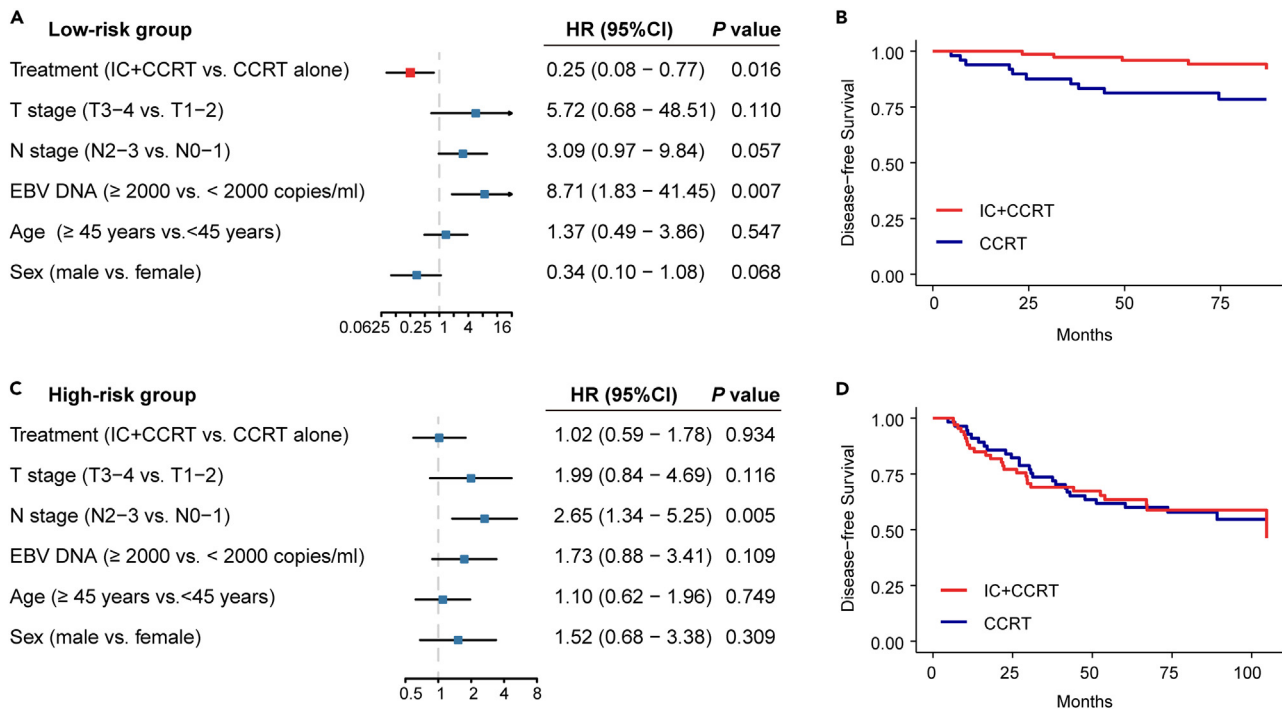 A Low-risk group HR (95%CI) P value
Treatment (IC+CCRT vs. CCRT alone) 0.25 (0.08 − 0.77) 0.016
T stage (T3−4 vs. T1−2) 5.72 (0.68 − 48.51) 0.110
N stage (N2−3 vs. N0−1) 3.09 (0.97 − 9.84) 0.057
EBV DNA (≥ 2000 vs. < 2000 copies/ml) 8.71 (1.83 − 41.45) 0.007
Age (≥ 45 years vs.<45 years) 1.37 (0.49 − 3.86) 0.547
Sex (male vs. female) 0.34 (0.10 − 1.08) 0.068
0.0625 0.25 1 4 16
B
Disease-free Survival
1.00
0.75
0.50
0.25
0.00
IC+CCRT
CCRT
0 25 50 75
Months
C High-risk group HR (95%CI) P value
Treatment (IC+CCRT vs. CCRT alone) 1.02 (0.59 − 1.78) 0.934
T stage (T3−4 vs. T1−2) 1.99 (0.84 − 4.69) 0.116
N stage (N2−3 vs. N0−1) 2.65 (1.34 − 5.25) 0.005
EBV DNA (≥ 2000 vs. < 2000 copies/ml) 1.73 (0.88 − 3.41) 0.109
Age (≥ 45 years vs.<45 years) 1.10 (0.62 − 1.96) 0.749
Sex (male vs. female) 1.52 (0.68 − 3.38) 0.309
0.5 1 2 4 8
D
Disease-free Survival
1.00
0.75
0.50
0.25
0.00
IC+CCRT
CCRT
0 25 50 75 100
Months